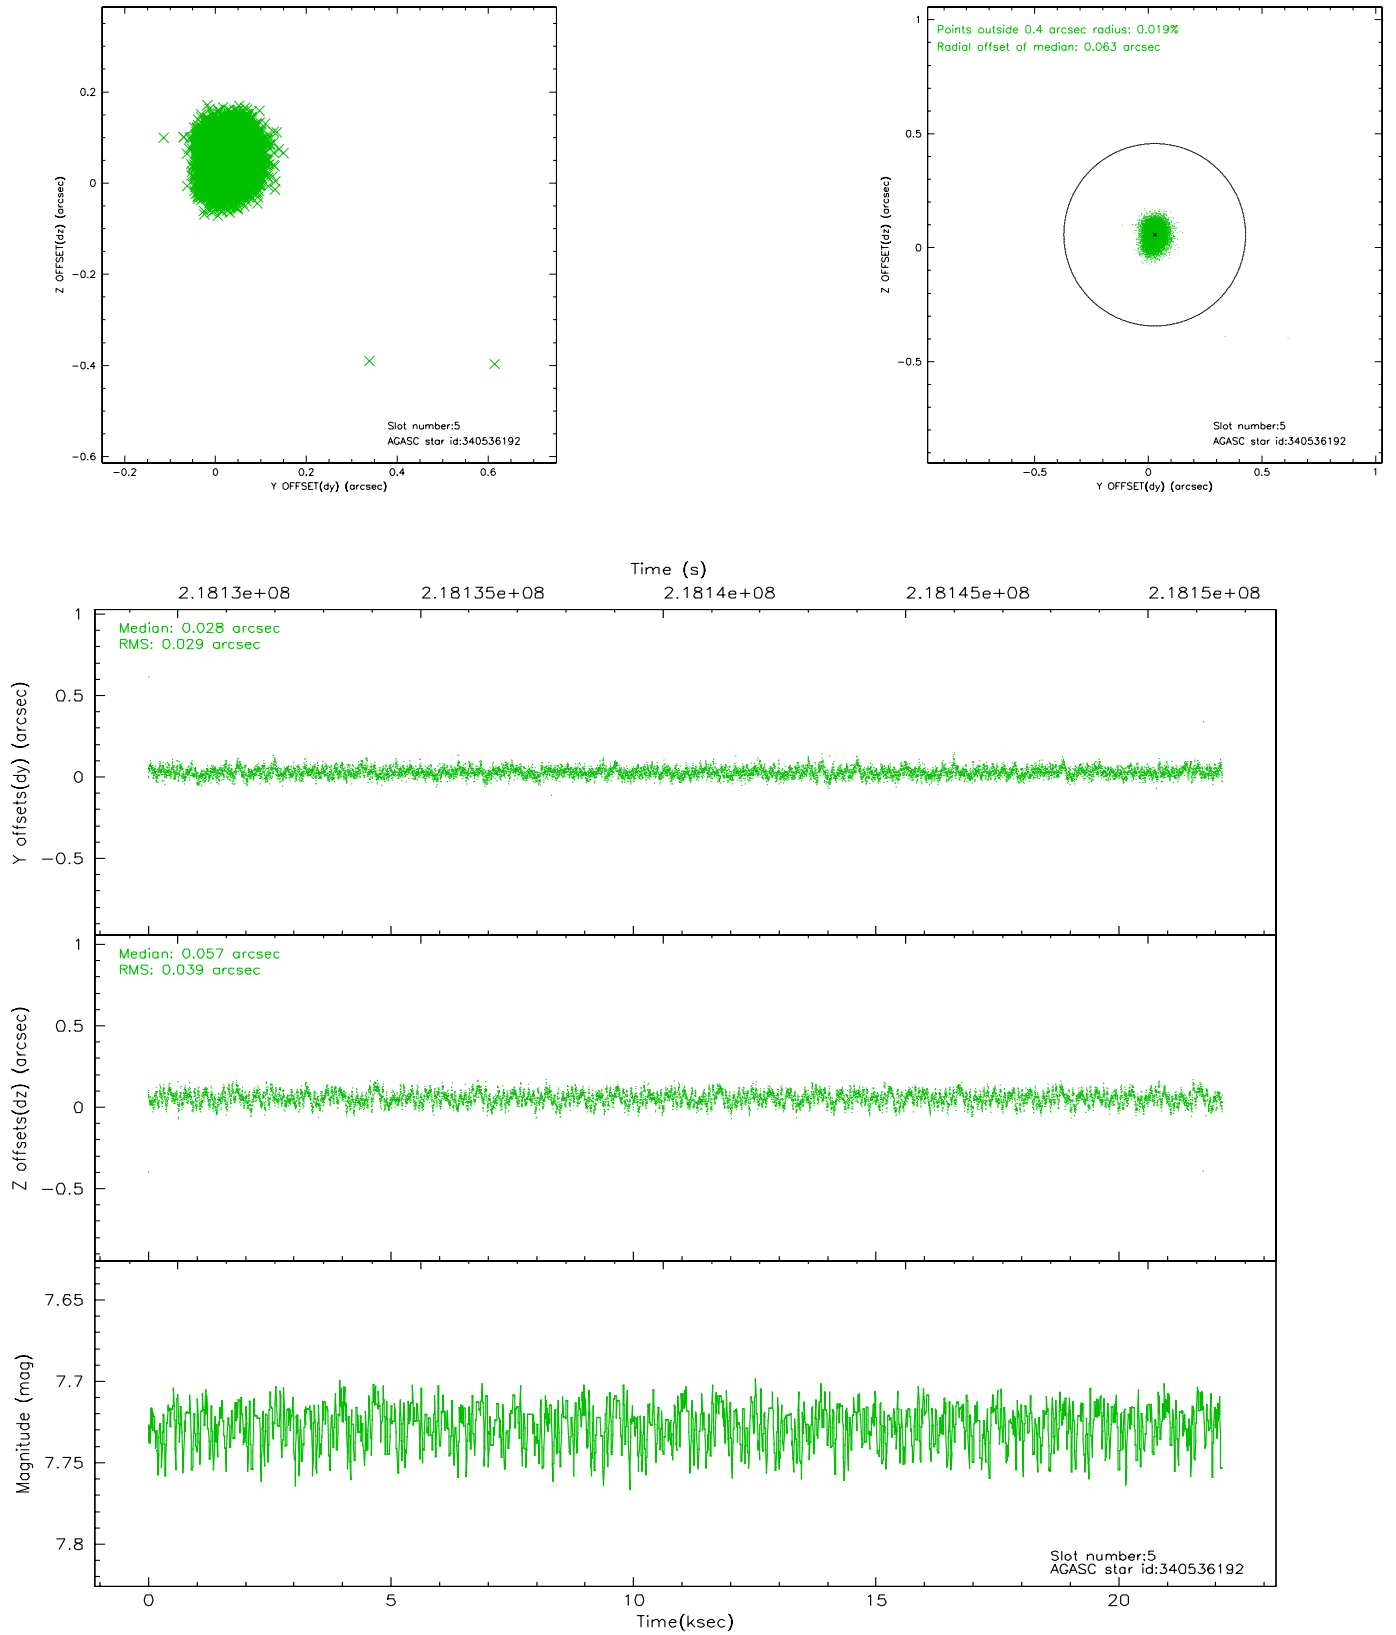 0.2
0
−0.2
−0.4
−0.6
Z OFFSET(dz) (arcsec)
−0.2 0 0.2 0.4 0.6
Y OFFSET(dy) (arcsec)
Slot number:5
AGASC star id:340536192
Points outside 0.4 arcsec radius: 0.019%
Radial offset of median: 0.063 arcsec
1
0.5
0
−0.5
Z OFFSET(dz) (arcsec)
−0.5 0 0.5 1
Y OFFSET(dy) (arcsec)
Slot number:5
AGASC star id:340536192
Time (s)
2.1813e+08 2.18135e+08 2.1814e+08 2.18145e+08 2.1815e+08
Median: 0.028 arcsec
RMS: 0.029 arcsec
1
0.5
0
−0.5
Y offsets(dy) (arcsec)
Median: 0.057 arcsec
RMS: 0.039 arcsec
1
0.5
0
−0.5
Z offsets(dz) (arcsec)
7.65
7.7
7.75
7.8
Magnitude (mag)
Slot number:5
AGASC star id:340536192
0 5 10 15 20
Time(ksec)